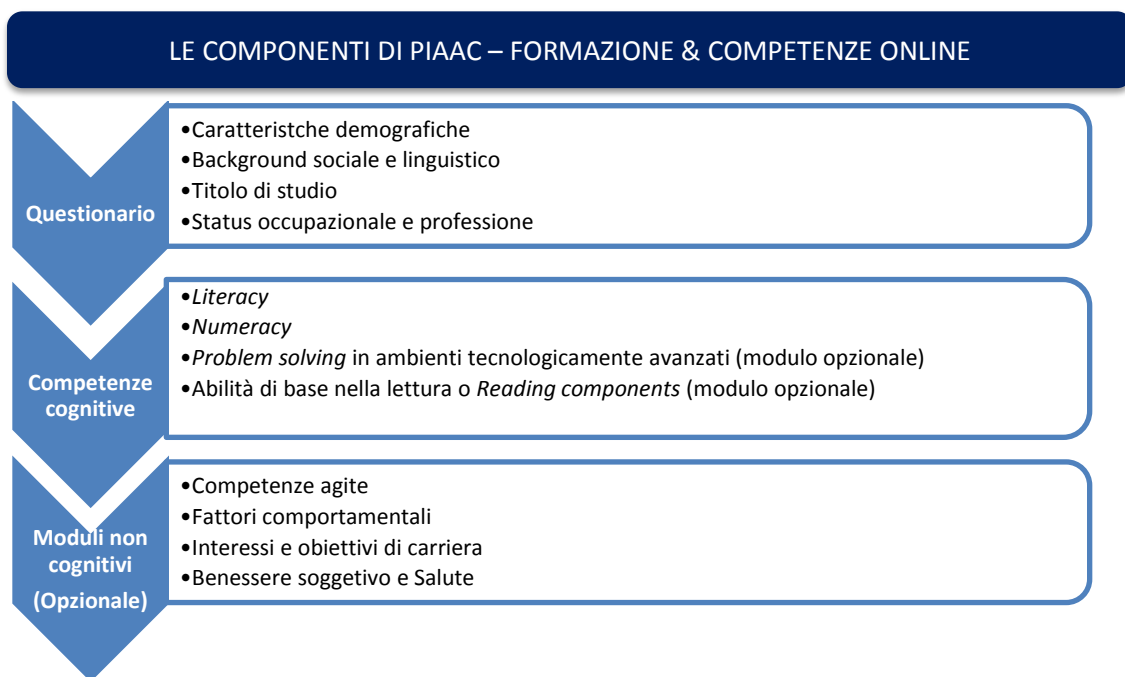 LE COMPONENTI DI PIAAC – FORMAZIONE & COMPETENZE ONLINE
Questionario
•Caratteristche demografiche
•Background sociale e linguistico
•Titolo di studio
•Status occupazionale e professione
Competenze
cognitive
•Literacy
•Numeracy
•Problem solving in ambienti tecnologicamente avanzati (modulo opzionale)
•Abilità di base nella lettura o Reading components (modulo opzionale)
Moduli non
cognitivi
(Opzionale)
•Competenze agite
•Fattori comportamentali
•Interessi e obiettivi di carriera
•Benessere soggetivo e Salute